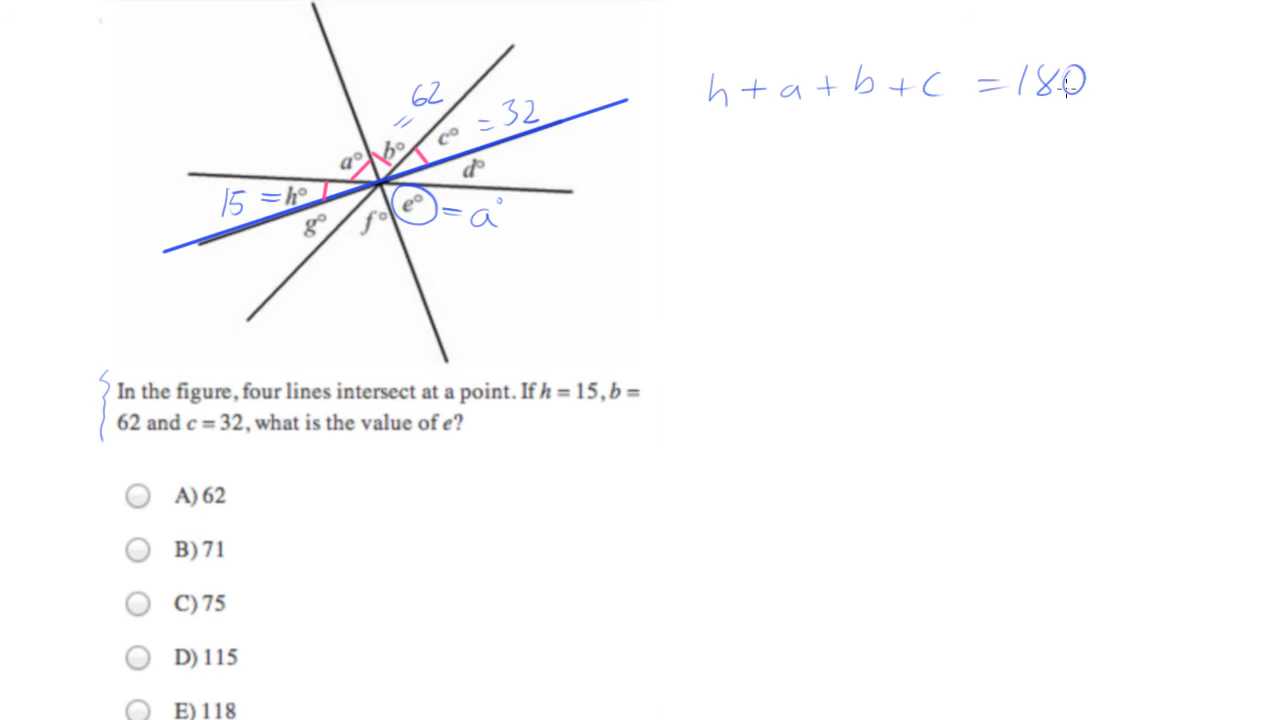 h + a + b + c = 180
62
=
c° = 32
a° b°
d°
15 = h°
e° = a°
g° f°
In the figure, four lines intersect at a point. If h = 15, b =
62 and c = 32, what is the value of e?
A) 62
B) 71
C) 75
D) 115
E) 118